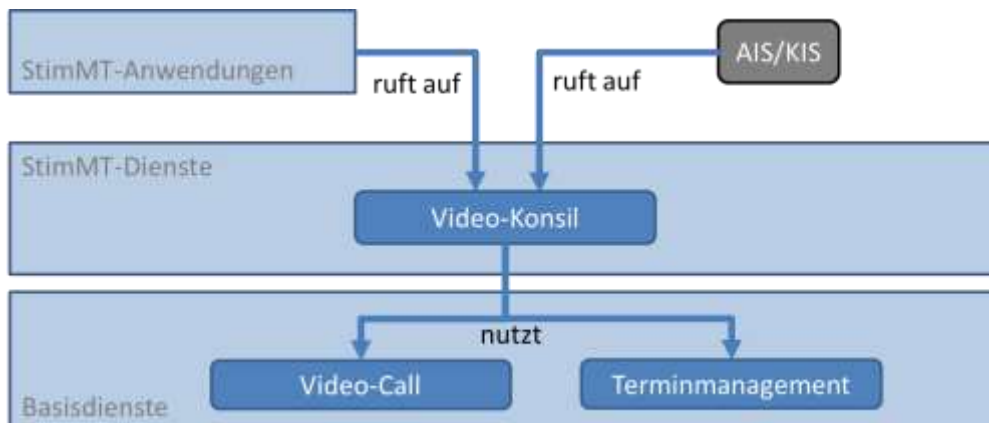 StimMT-Anwendungen
AIS/KIS
ruft auf
ruft auf
StimMT-Dienste
Video-Konsil
nutzt
Video-Call
Terminmanagement
Basisdienste